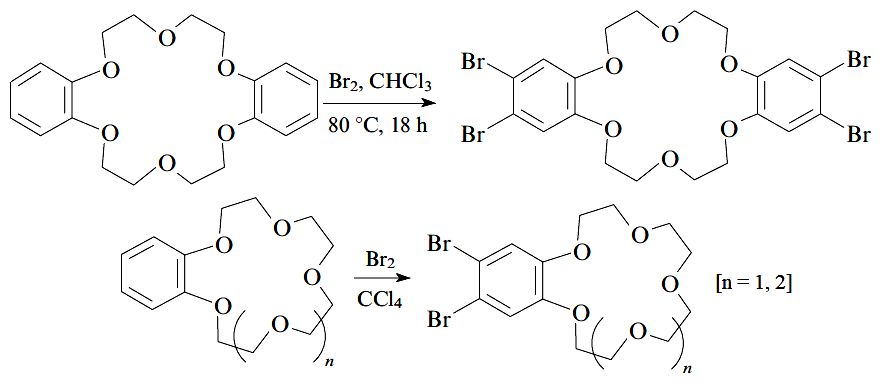 O
O O
O O
O
Br₂, CHCl₃
80 °C, 18 h
O
Br O O Br
Br O O Br
O
O
O
O
O
O
n
Br₂
CCl₄
O
Br O
O
Br O
O
n
[n = 1, 2]